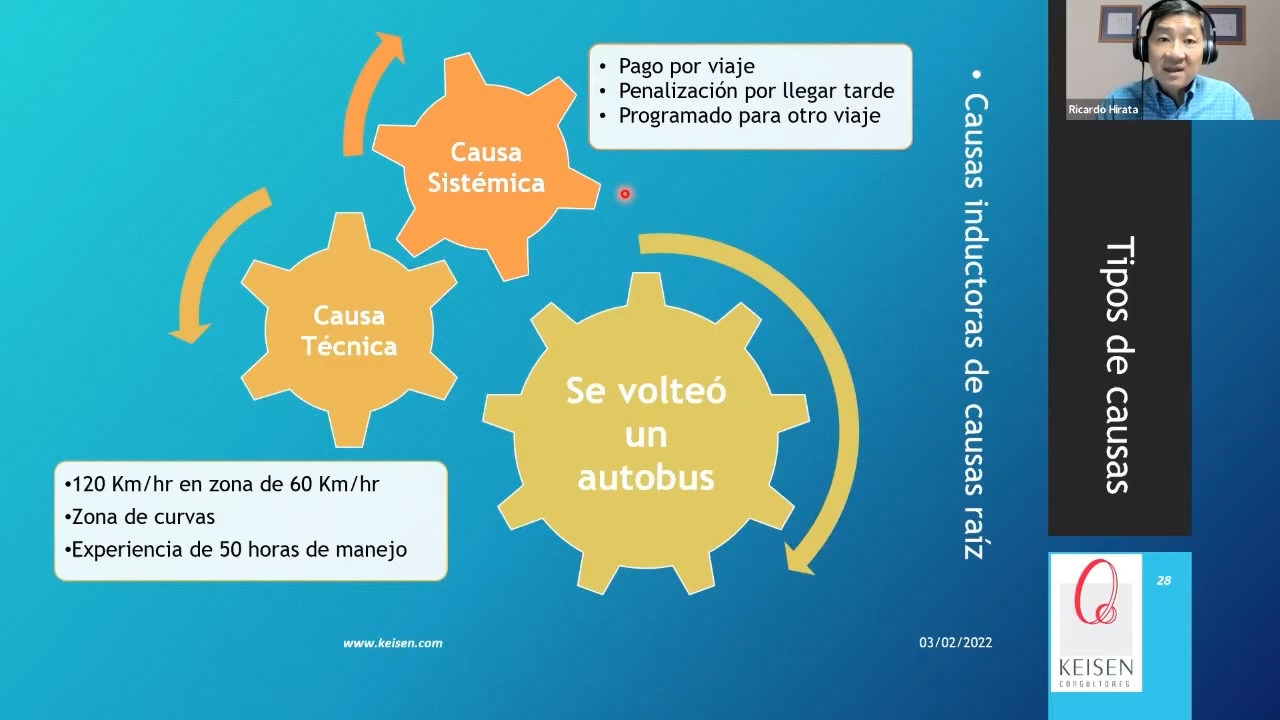 Causa
Sistémica
• Pago por viaje
• Penalización por llegar tarde
• Programado para otro viaje
Causa
Técnica
•120 Km/hr en zona de 60 Km/hr
•Zona de curvas
•Experiencia de 50 horas de manejo
Se volteó
un
autobus
• Causas inductoras de causas raíz
Tipos de causas
Ricardo Hirata
www.keisen.com
03/02/2022
28
KEISEN
CONSULTORES